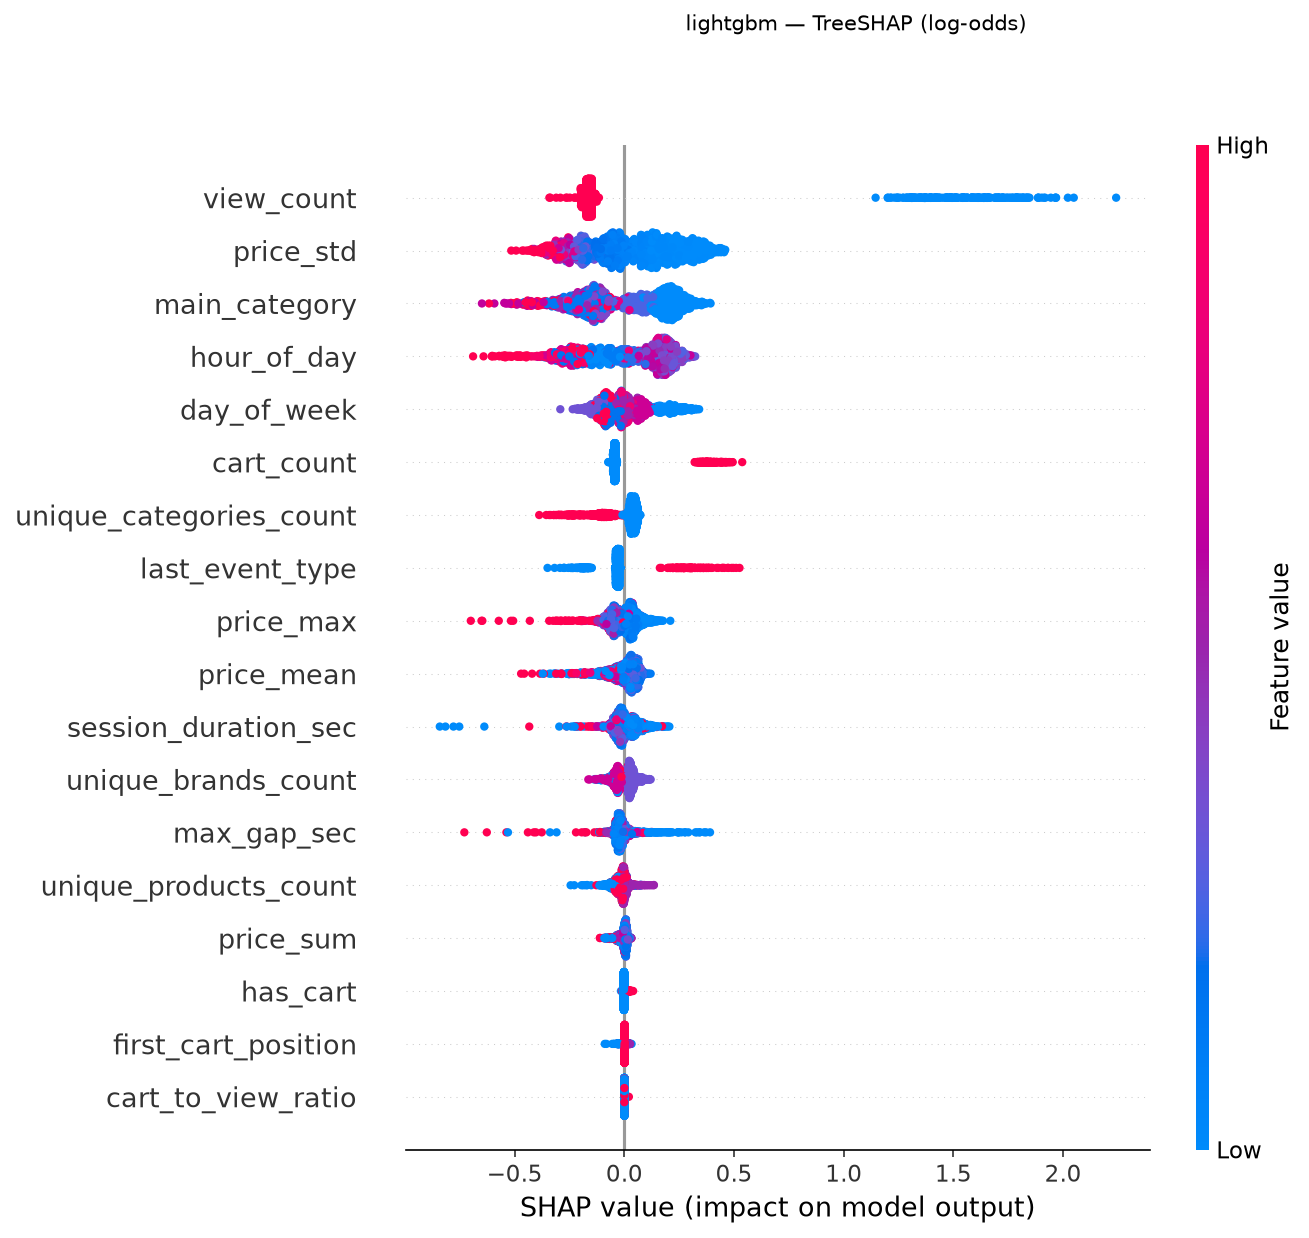 lightgbm — TreeSHAP (log-odds)
High
view_count
price_std
main_category
hour_of_day
day_of_week
cart_count
unique_categories_count
last_event_type
price_max
price_mean
session_duration_sec
unique_brands_count
max_gap_sec
unique_products_count
price_sum
has_cart
first_cart_position
cart_to_view_ratio
Feature value
Low
−0.5 0.0 0.5 1.0 1.5 2.0
SHAP value (impact on model output)